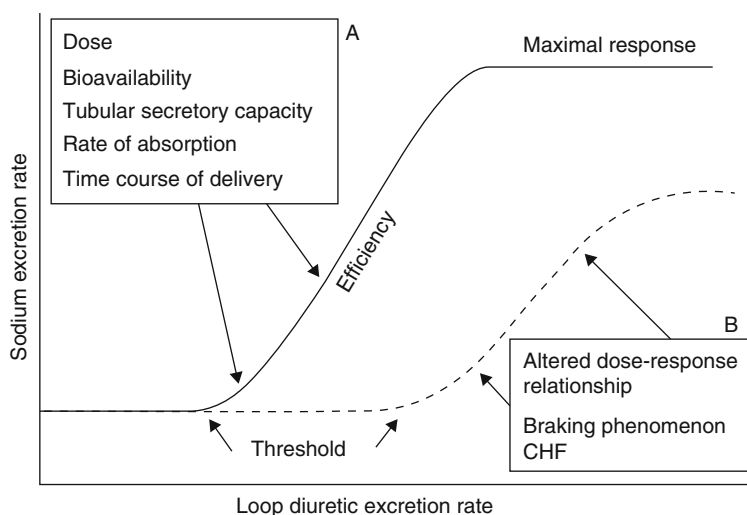 A
Dose
Bioavailability
Tubular secretory capacity
Rate of absorption
Time course of delivery
Maximal response
Efficiency
Sodium excretion rate
B
Altered dose-response
relationship
Braking phenomenon
CHF
Threshold
Loop diuretic excretion rate